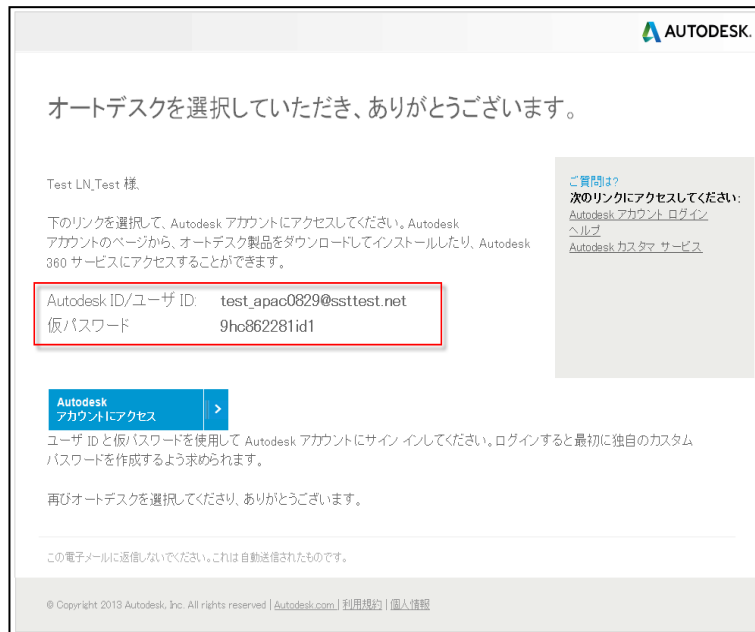 AUTODESK.
オートデスクを選択していただき、ありがとうございます。
Test LN_Test 様、
下のリンクを選択して、Autodesk アカウントにアクセスしてください。Autodesk
アカウントのページから、オートデスク製品をダウンロードしてインストールしたり、Autodesk
360 サービスにアクセスすることができます。
Autodesk ID/ユーザ ID: test_apac0829@ssttest.net
仮パスワード 9hc862281id1
ご質問は?
次のリンクにアクセスしてください:
Autodesk アカウント ログイン
ヘルプ
Autodesk カスタマ サービス
Autodesk
アカウントにアクセス
ユーザ ID と仮パスワードを使用して Autodesk アカウントにサイン インしてください。ログインすると最初に独自のカスタム
パスワードを作成するよう求められます。
再びオートデスクを選択してくださり、ありがとうございます。
この電子メールに返信しないでください。これは自動送信されたものです。
© Copyright 2013 Autodesk, Inc. All rights reserved | Autodesk.com | 利用規約 | 個人情報